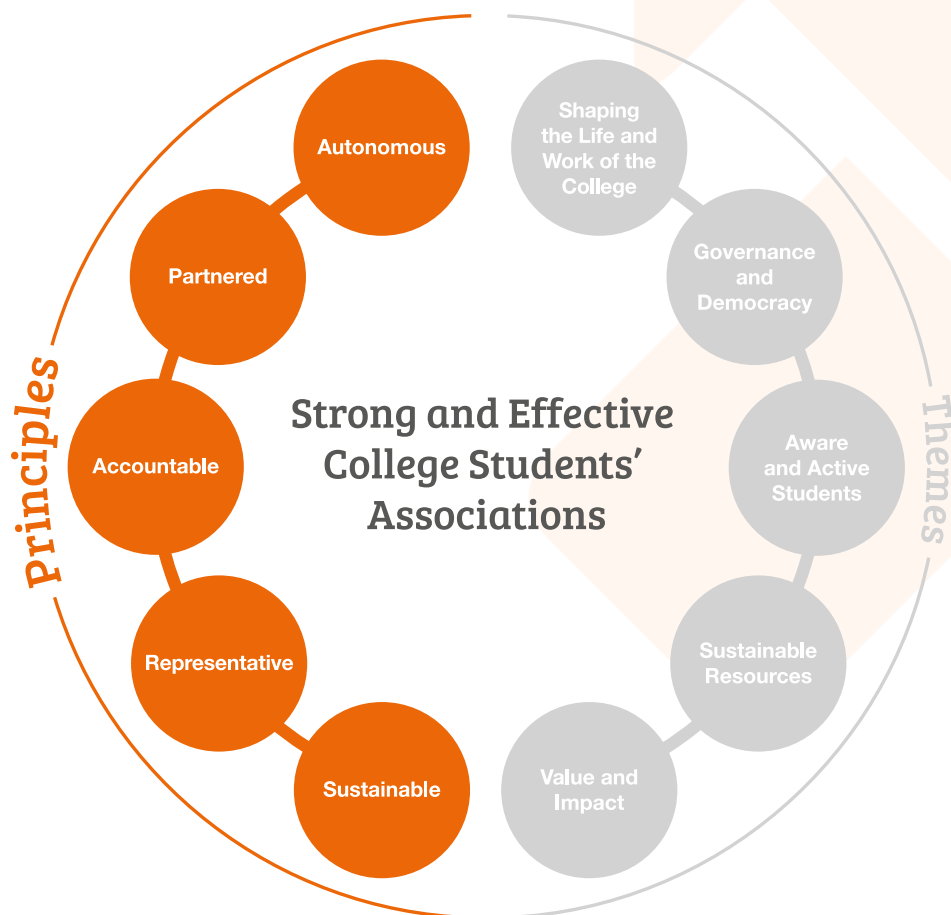 Principles
Autonomous
Partnered
Accountable
Representative
Sustainable
Strong and Effective
College Students’
Associations
Themes
Shaping
the Life and
Work of the
College
Governance
and
Democracy
Aware
and Active
Students
Sustainable
Resources
Value and
Impact